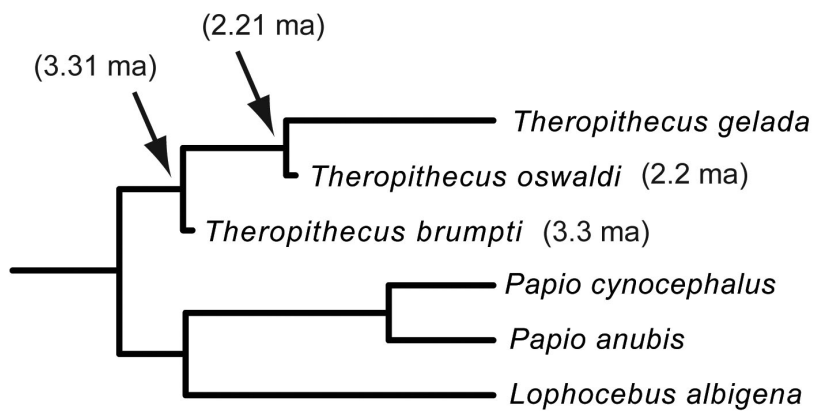 (2.21 ma)
(3.31 ma)
Theropithecus gelada
Theropithecus oswaldi (2.2 ma)
Theropithecus brumpti (3.3 ma)
Papio cynocephalus
Papio anubis
Lophocebus albigena